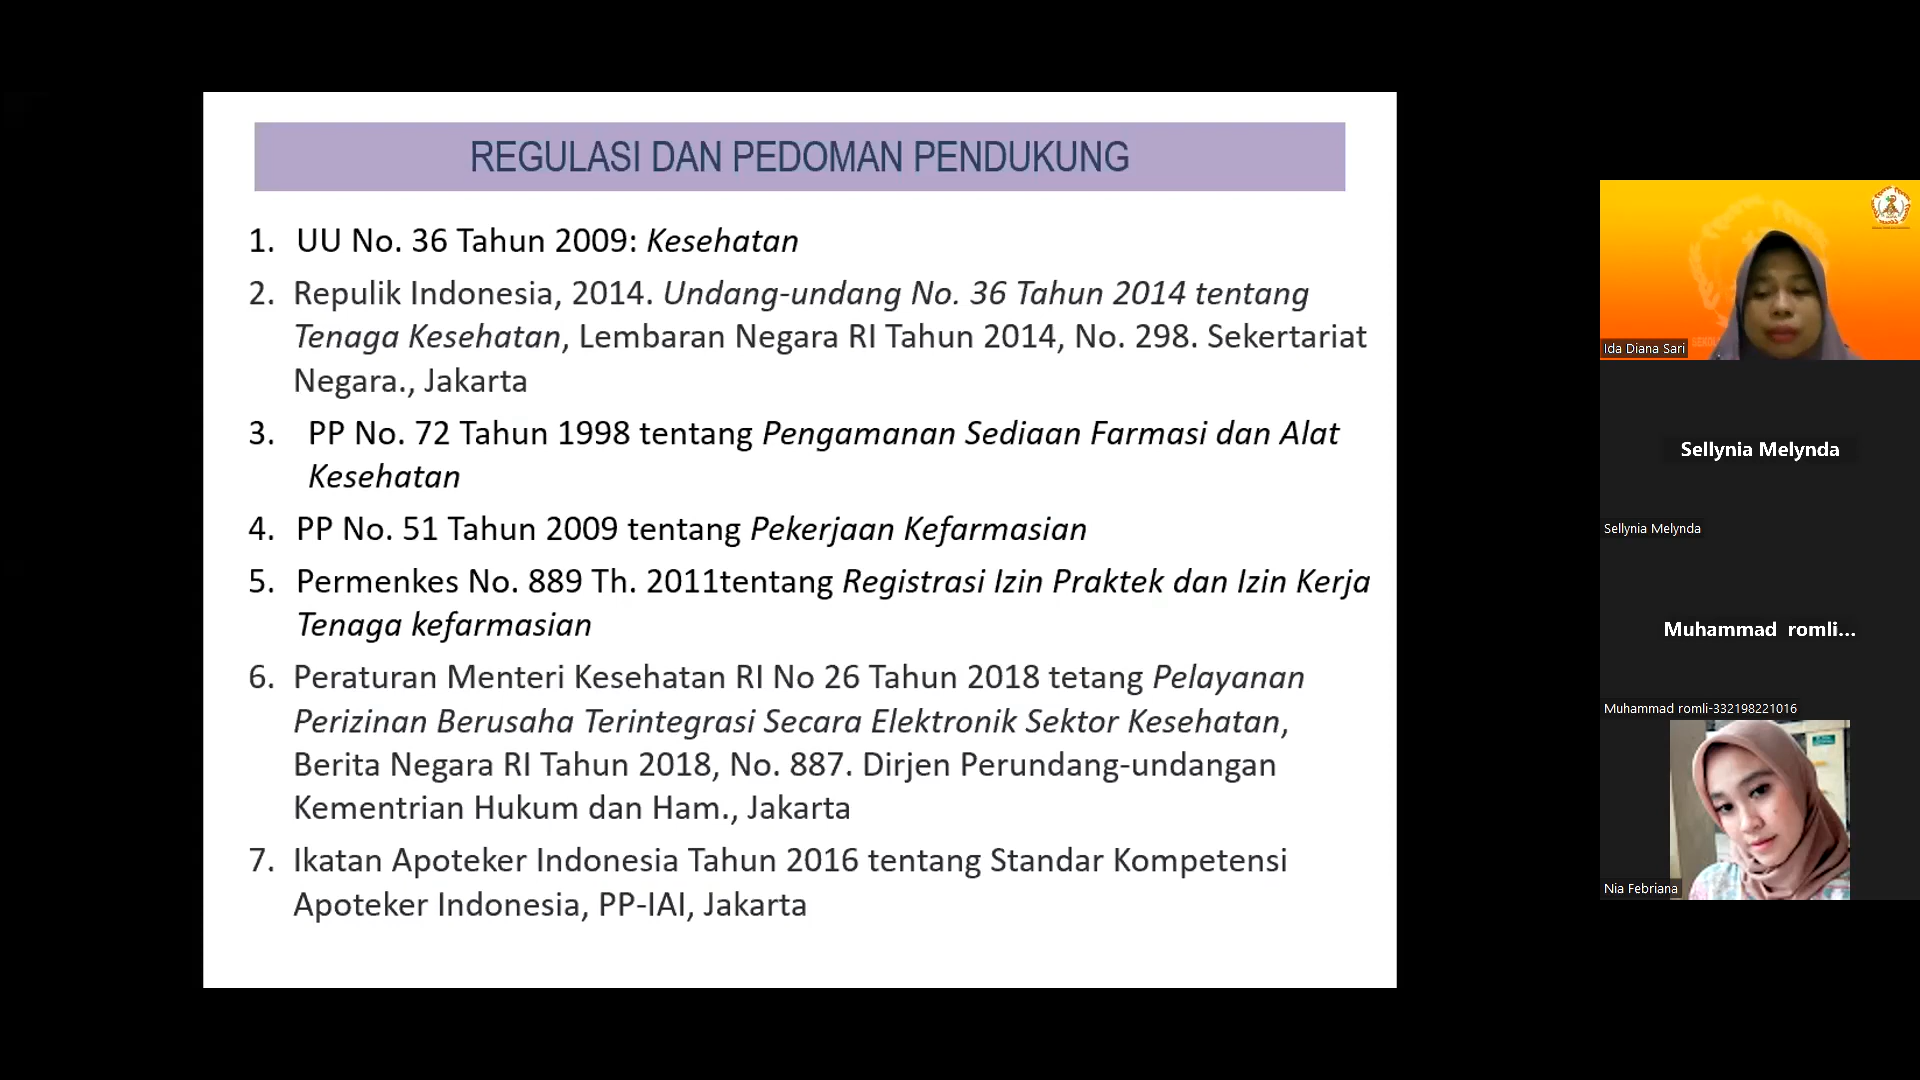 REGULASI DAN PEDOMAN PENDUKUNG
1. UU No. 36 Tahun 2009: Kesehatan
2. Repulik Indonesia, 2014. Undang-undang No. 36 Tahun 2014 tentang
Tenaga Kesehatan, Lembaran Negara RI Tahun 2014, No. 298. Sekertariat
Negara., Jakarta
3. PP No. 72 Tahun 1998 tentang Pengamanan Sediaan Farmasi dan Alat
Kesehatan
4. PP No. 51 Tahun 2009 tentang Pekerjaan Kefarmasian
5. Permenkes No. 889 Th. 2011tentang Registrasi Izin Praktek dan Izin Kerja
Tenaga kefarmasian
6. Peraturan Menteri Kesehatan RI No 26 Tahun 2018 tetang Pelayanan
Perizinan Berusaha Terintegrasi Secara Elektronik Sektor Kesehatan,
Berita Negara RI Tahun 2018, No. 887. Dirjen Perundang-undangan
Kementrian Hukum dan Ham., Jakarta
7. Ikatan Apoteker Indonesia Tahun 2016 tentang Standar Kompetensi
Apoteker Indonesia, PP-IAI, Jakarta
Ida Diana Sari
Sellynia Melynda
Sellynia Melynda
Muhammad romli...
Muhammad romli-332198221016
Nia Febriana